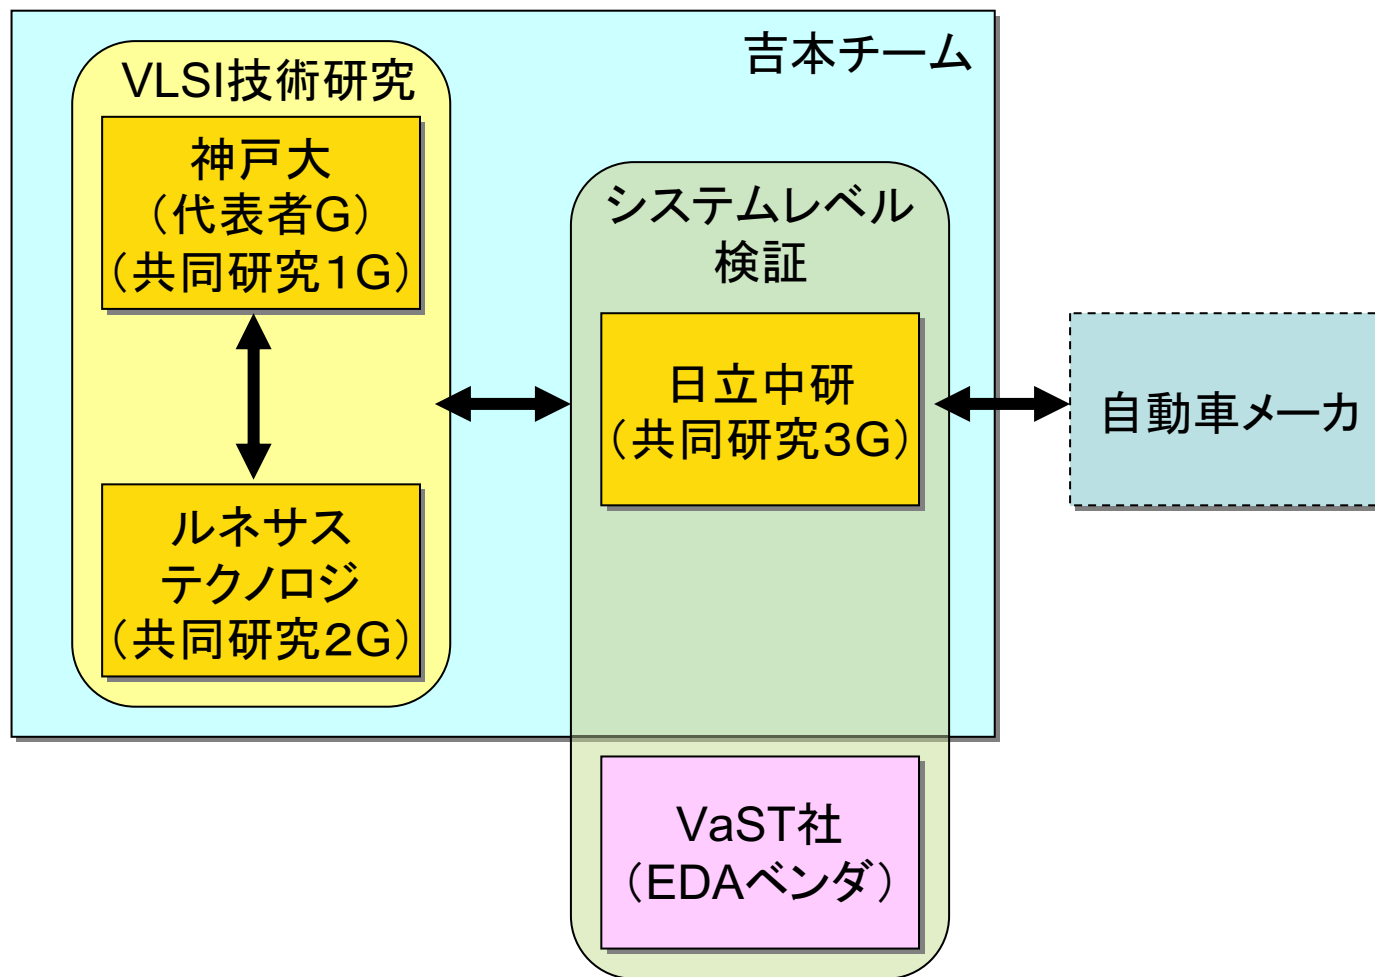 吉本チーム
VLSI技術研究
神戸大
（代表者G）
（共同研究１G）
ルネサス
テクノロジ
（共同研究２G）
システムレベル
検証
日立中研
（共同研究３G）
VaST社
（EDAベンダ）
自動車メーカ